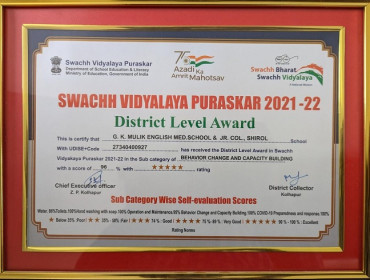 Swachh Vidyalaya Puraskar
Department of School Education & Literacy
Ministry of Education, Government of India
75
Azadi Ka
Amrit Mahotsav
Swachh Bharat
Swachh Vidyalaya
SWACHH VIDYALAYA PURASKAR 2021 -22
District Level Award
This is certify that G. K. MULIK ENGLISH MED.SCHOOL & JR. COL., SHIROL School
With UDISE+Code 27340400927 has received the District Level Award in Swachh
Vidyalaya Puraskar 2021-22 in the Sub category of BEHAVIOR CHANGE AND CAPACITY BUILDING
with a score of 98 % with ★★★★★ rating
Chief Executive officer
Z. P. Kolhapur
District Collector
Kolhapur
Sub Category Wise Self-evaluation Scores